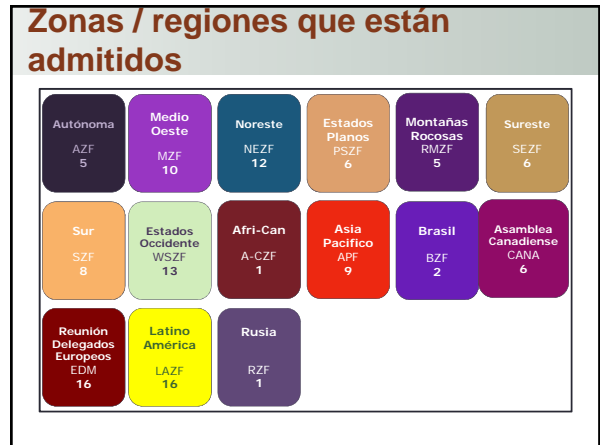 Zonas / regiones que están
admitidos
Autónoma
AZF
5
Medio
Oeste
MZF
10
Noreste
NEZF
12
Estados
Planos
PSZF
6
Montañas
Rocosas
RMZF
5
Sureste
SEZF
6
Sur
SZF
8
Estados
Occidente
WSZF
13
Afri-Can
A-CZF
1
Asia
Pacifico
APF
9
Brasil
BZF
2
Asamblea
Canadiense
CANA
6
Reunión
Delegados
Europeos
EDM
16
Latino
América
LAZF
16
Rusia
RZF
1